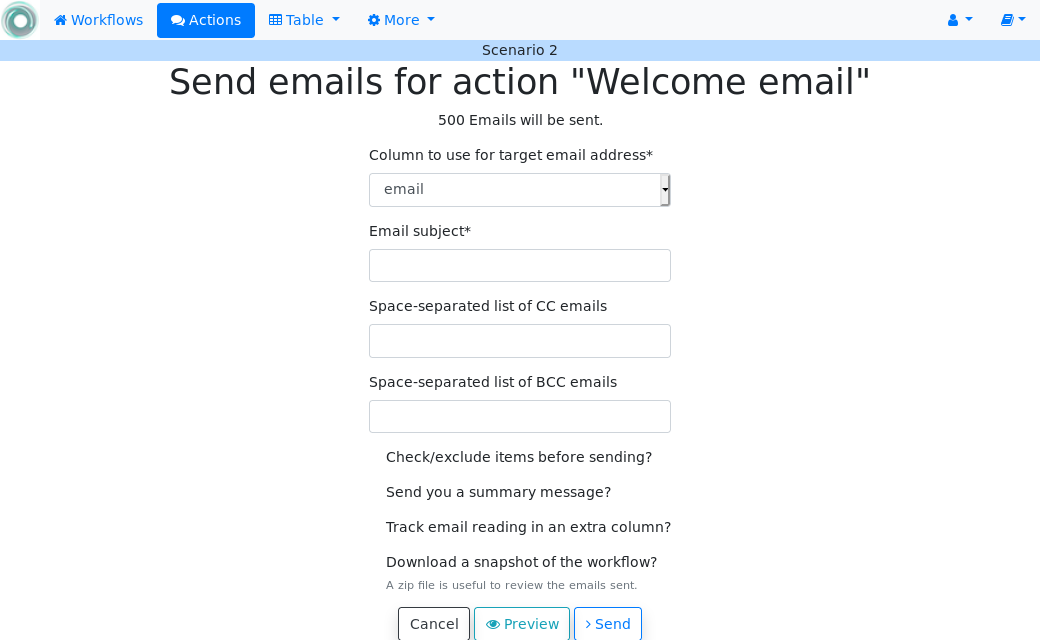 Workflows Actions Table More
Scenario 2
Send emails for action "Welcome email"
500 Emails will be sent.
Column to use for target email address*
email
Email subject*
Space-separated list of CC emails
Space-separated list of BCC emails
Check/exclude items before sending?
Send you a summary message?
Track email reading in an extra column?
Download a snapshot of the workflow?
A zip file is useful to review the emails sent.
Cancel Preview Send